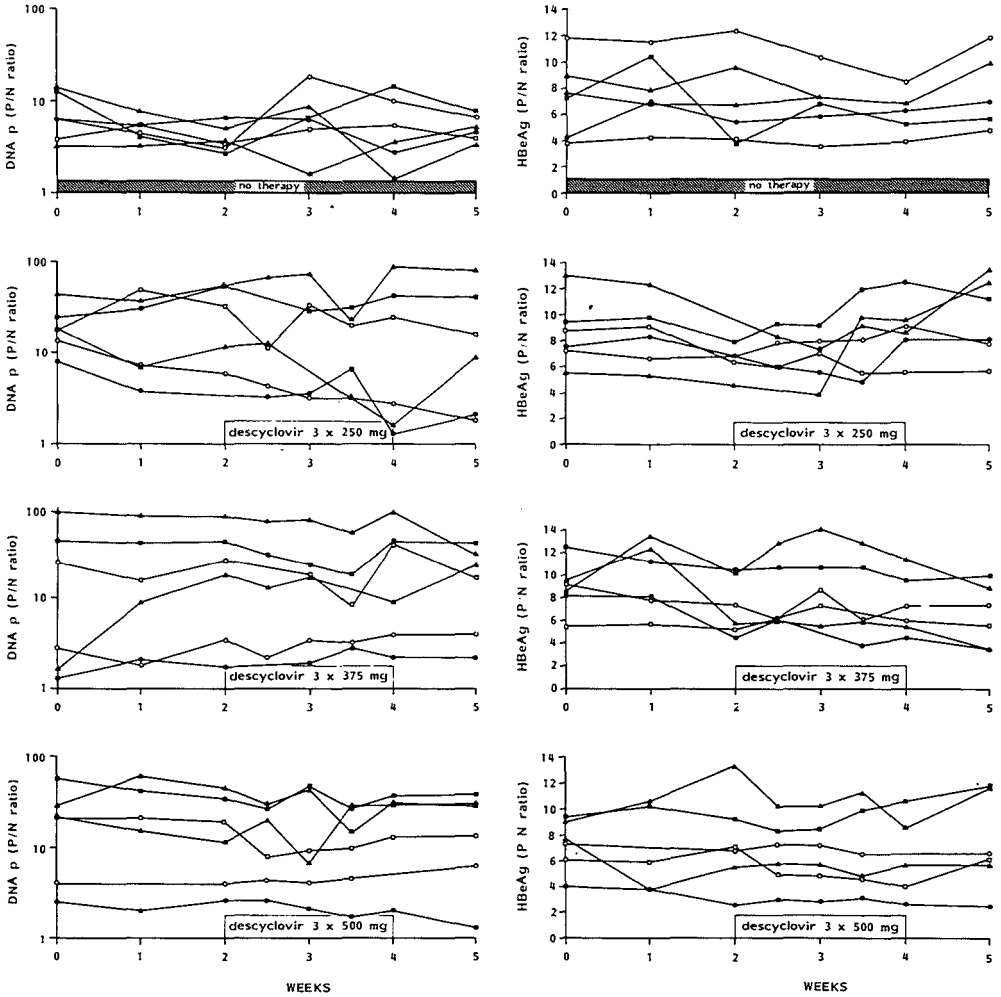 DNA p (P/N ratio)
100
10
1
no therapy
0 1 2 3 4 5
HBeAg (P/N ratio)
14
12
10
8
6
4
2
0
no therapy
0 1 2 3 4 5
DNA p (P/N ratio)
100
10
1
descyclovir 3 x 250 mg
0 1 2 3 4 5
HBeAg (P/N ratio)
14
12
10
8
6
4
2
0
descyclovir 3 x 250 mg
0 1 2 3 4 5
DNA p (P/N ratio)
100
10
1
descyclovir 3 x 375 mg
0 1 2 3 4 5
HBeAg (P N ratio)
14
12
10
8
6
4
2
0
descyclovir 3 x 375 mg
0 1 2 3 4 5
DNA p (P/N ratio)
100
10
1
descyclovir 3 x 500 mg
0 1 2 3 4 5
WEEKS
HBeAg (P N ratio)
14
12
10
8
6
4
2
0
descyclovir 3 x 500 mg
0 1 2 3 4 5
WEEKS